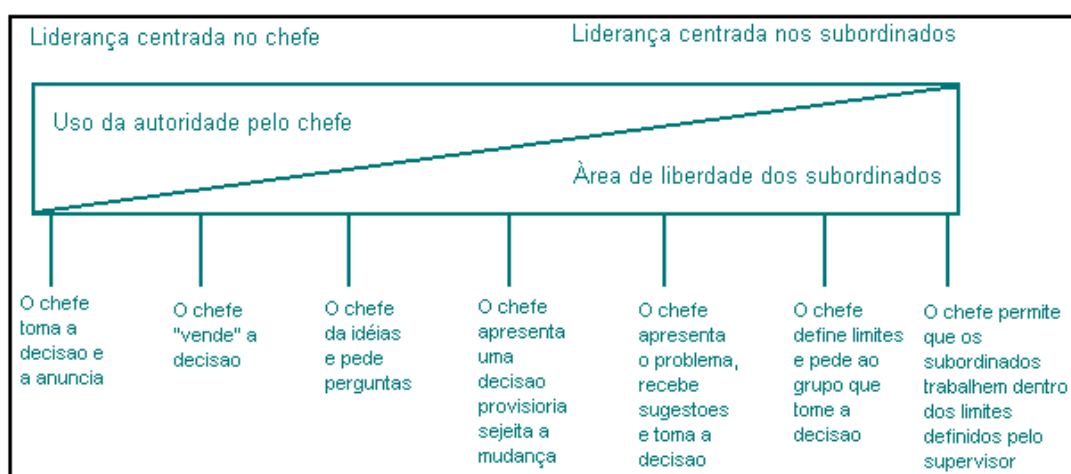 Liderança centrada no chefe
Liderança centrada nos subordinados
Uso da autoridade pelo chefe
Àrea de liberdade dos subordinados
O chefe
toma a
decisao e
a anuncia
O chefe
"vende" a
decisao
O chefe
da idéias
e pede
perguntas
O chefe
apresenta
uma
decisao
provisioria
sejeita a
mudança
O chefe
apresenta
o problema,
recebe
sugestoes
e toma a
decisao
O chefe
define limites
e pede ao
grupo que
tome a
decisao
O chefe permite
que os
subordinados
trabalhem dentro
dos limites
definidos pelo
supervisor